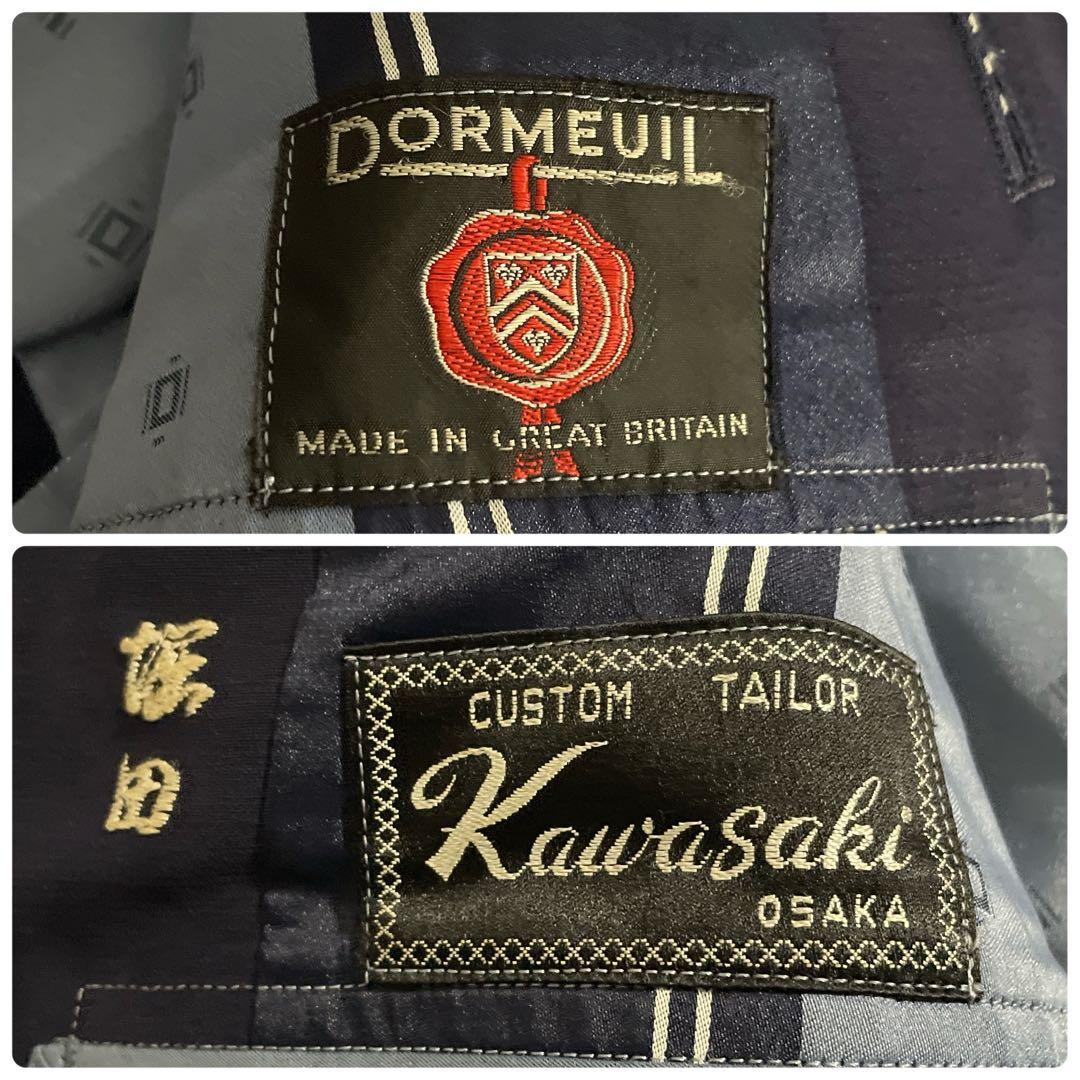 DORMEUIL
MADE IN GREAT BRITAIN
CUSTOM TAILOR
Kawasaki
OSAKA
田